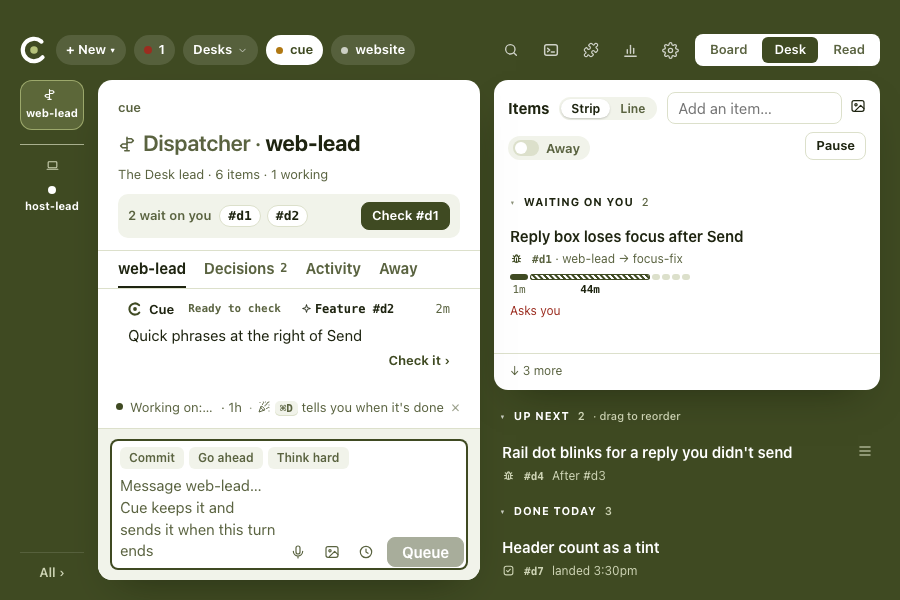 + New ▾
1
Desks
cue
website
Board
Desk
Read
web-lead
host-lead
All ›
cue
Dispatcher · web-lead
The Desk lead · 6 items · 1 working
2 wait on you #d1 #d2 Check #d1
web-lead Decisions 2 Activity Away
Cue Ready to check Feature #d2 2m
Quick phrases at the right of Send
Check it ›
Working on:... · 1h · ⌘D tells you when it's done ×
Commit Go ahead Think hard
Message web-lead...
Cue keeps it and
sends it when this turn
ends
Queue
Items Strip Line Add an item...
Away Pause
WAITING ON YOU 2
Reply box loses focus after Send
#d1 · web-lead → focus-fix
1m 44m
Asks you
↓ 3 more
UP NEXT 2 · drag to reorder
Rail dot blinks for a reply you didn't send
#d4 After #d3
DONE TODAY 3
Header count as a tint
#d7 landed 3:30pm